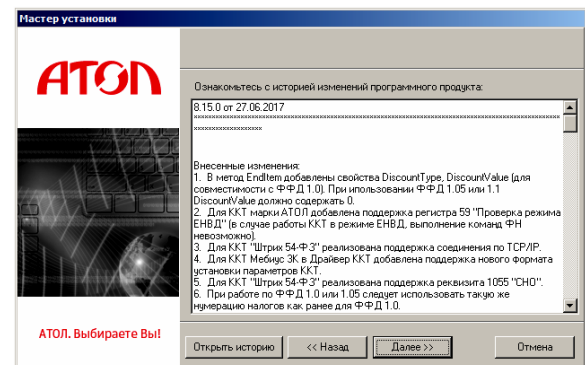 Мастер установки
АТОЛ
Ознакомьтесь с историей изменений программного продукта:
8.15.0 от 27.06.2017
Внесенные изменения:
1. В метод EndItem добавлены свойства DiscountType, DiscountValue (для
совместимости с ФФД 1.0). При ипользовании ФФД 1.05 или 1.1
DiscountValue должно содержать 0.
2. Для ККТ марки АТОЛ добавлена поддержка регистра 59 "Проверка режима
ЕНВД" (в случае работы ККТ в режиме ЕНВД, выполнение команд ФН
невозможно).
3. Для ККТ "Штрих 54-ФЗ" реализована поддержка соединения по TCP/IP.
4. Для ККТ Мебиус ЗК в Драйвер ККТ добавлена поддержка нового формата
установки параметров ККТ.
5. Для ККТ "Штрих 54-ФЗ" реализована поддержка реквизита 1055 "СНО".
6. При работе по ФФД 1.0 или 1.05 следует использовать такую же
нумерацию налогов как ранее для ФФД 1.0.
АТОЛ. Выбираете Вы!
Открыть историю
<< Назад
Далее >>
Отмена